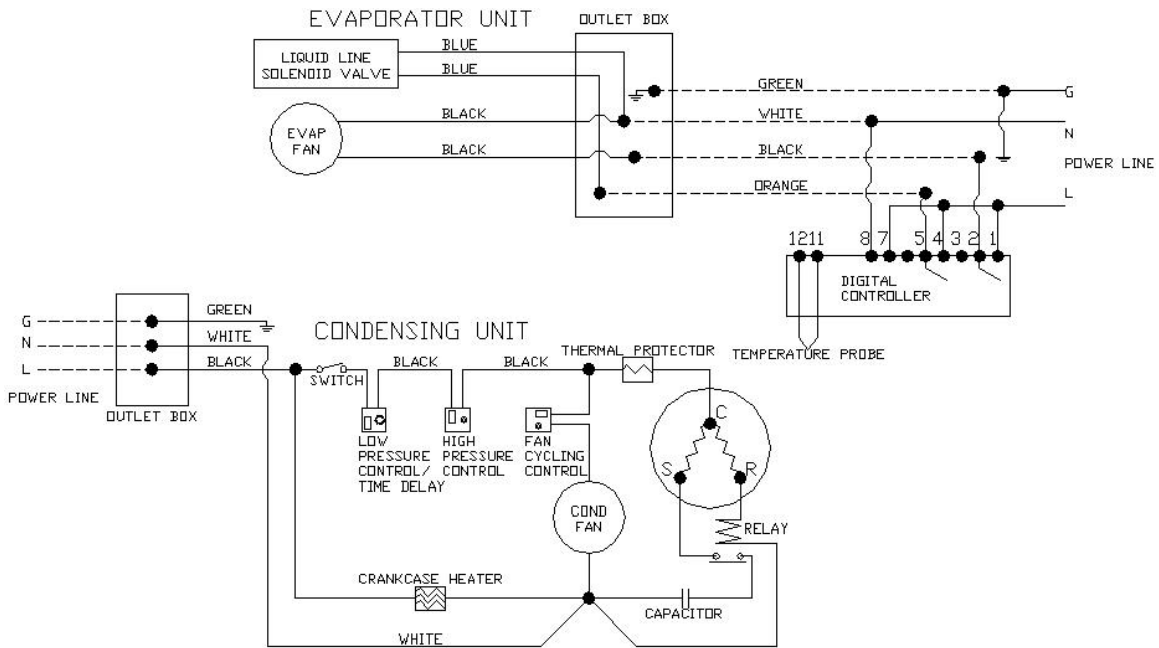 EVAPORATOR UNIT
OUTLET BOX
LIQUID LINE
SOLENOID VALVE
BLUE
BLUE
EVAP
FAN
BLACK
BLACK
GREEN
WHITE
BLACK
ORANGE
G
N
POWER LINE
L
12 11 8 7 5 4 3 2 1
DIGITAL
CONTROLLER
TEMPERATURE PROBE
G
N
L
POWER LINE
OUTLET BOX
GREEN
WHITE
BLACK
CONDENSING UNIT
SWITCH
BLACK
BLACK
THERMAL PROTECTOR
LOW
PRESSURE
CONTROL/
TIME DELAY
HIGH
PRESSURE
CONTROL
FAN
CYCLING
CONTROL
C
S
R
COND
FAN
RELAY
CRANKCASE HEATER
CAPACITOR
WHITE